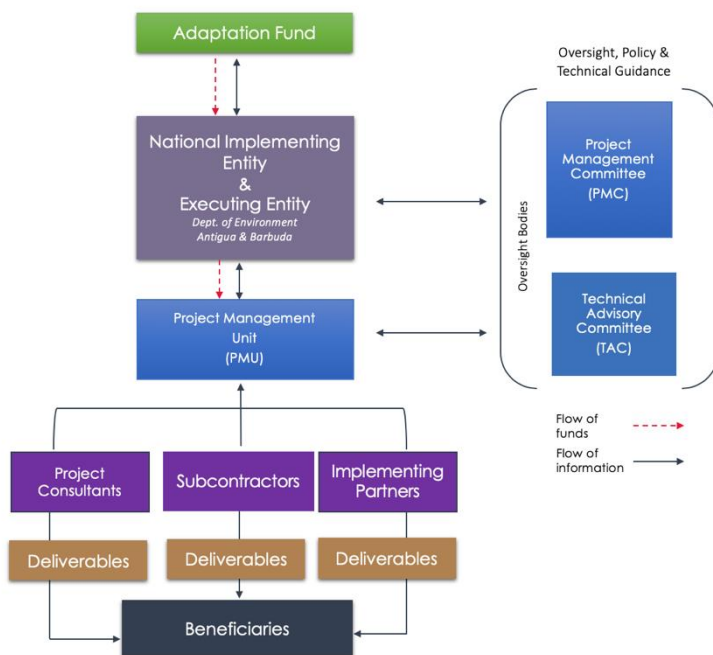 Adaptation Fund
Oversight, Policy &
Technical Guidance
National Implementing
Entity
&
Executing Entity
Dept. of Environment
Antigua & Barbuda
Project
Management
Committee
(PMC)
Oversight Bodies
Project Management
Unit
(PMU)
Technical
Advisory
Committee
(TAC)
Flow of
funds
Flow of
information
Project
Consultants
Subcontractors
Implementing
Partners
Deliverables
Deliverables
Deliverables
Beneficiaries